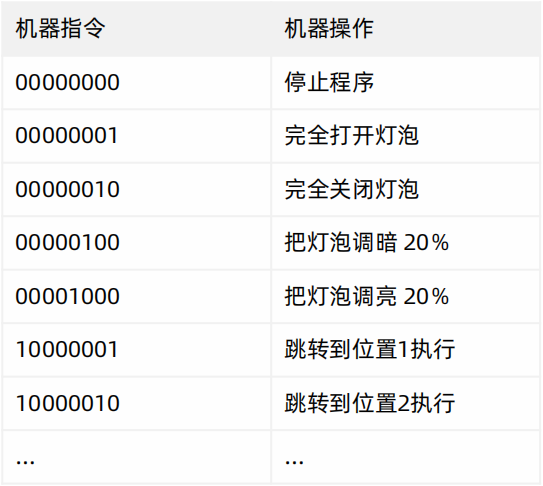 机器指令 机器操作
00000000 停止程序
00000001 完全打开灯泡
00000010 完全关闭灯泡
00000100 把灯泡调暗 20%
00001000 把灯泡调亮 20%
10000001 跳转到位置1执行
10000010 跳转到位置2执行
... ...